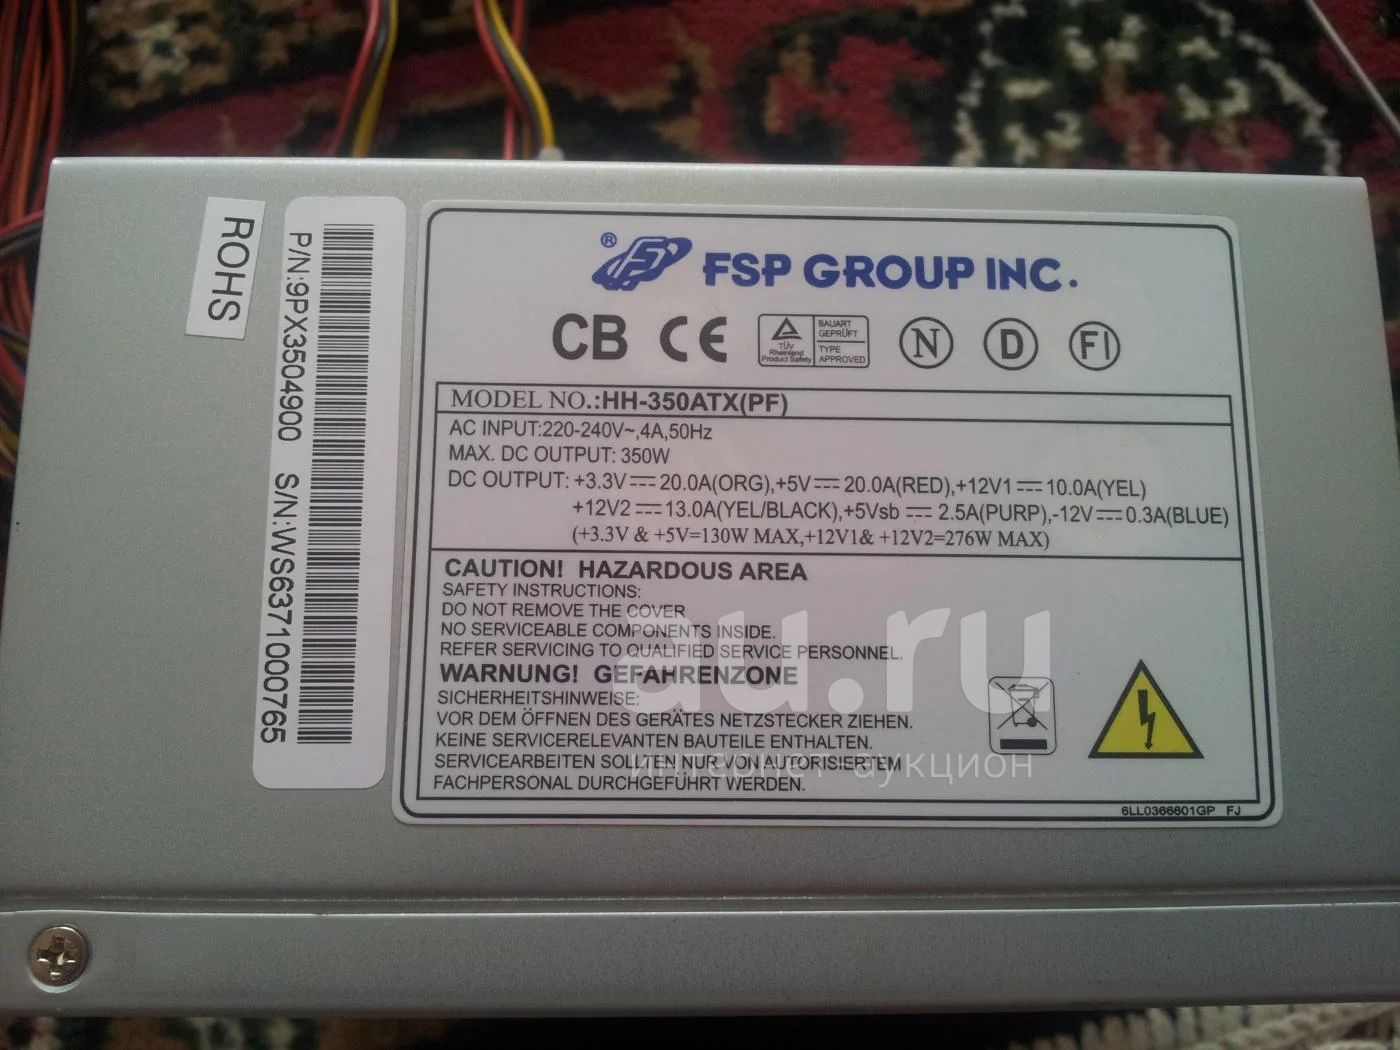 ROHS
P/N:9PX3504900 S/N:WS6371000765
® FSP GROUP INC.
CB CE
TÜV
Rheinland
Product Safety
BAUART
GEPRÜFT
TYPE
APPROVED
N D FI
MODEL NO.:HH-350ATX(PF)
AC INPUT:220-240V~,4A,50Hz
MAX. DC OUTPUT: 350W
DC OUTPUT: +3.3V⎓20.0A(ORG),+5V⎓20.0A(RED),+12V1⎓10.0A(YEL)
+12V2⎓13.0A(YEL/BLACK),+5Vsb⎓2.5A(PURP),-12V⎓0.3A(BLUE)
(+3.3V & +5V=130W MAX,+12V1& +12V2=276W MAX)
CAUTION! HAZARDOUS AREA
SAFETY INSTRUCTIONS:
DO NOT REMOVE THE COVER
NO SERVICEABLE COMPONENTS INSIDE.
REFER SERVICING TO QUALIFIED SERVICE PERSONNEL.
WARNUNG! GEFAHRENZONE
SICHERHEITSHINWEISE:
VOR DEM ÖFFNEN DES GERÄTES NETZSTECKER ZIEHEN.
KEINE SERVICERELEVANTEN BAUTEILE ENTHALTEN.
SERVICEARBEITEN SOLLTEN NUR VON AUTORISIERTEM
FACHPERSONAL DURCHGEFÜHRT WERDEN.
6LL0366601GP FJ
au.ru
интернет-аукцион